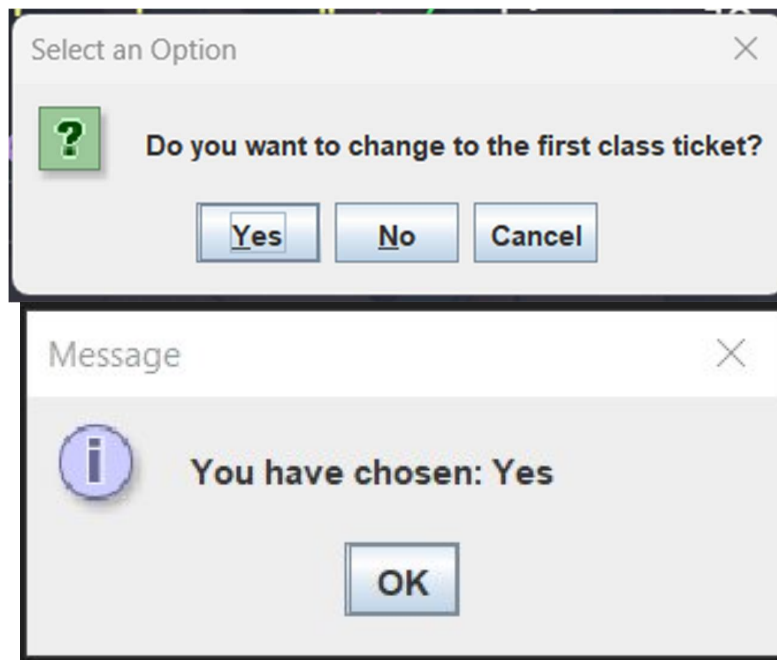 Select an Option
Do you want to change to the first class ticket?
Yes No Cancel
Message
You have chosen: Yes
OK